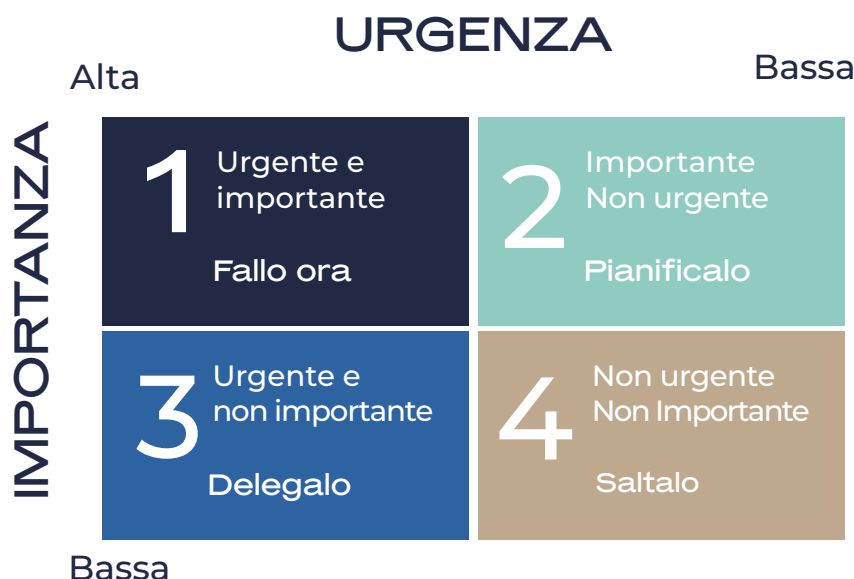 URGENZA
Alta
Bassa
IMPORTANZA
1
Urgente e
importante
Fallo ora
2
Importante
Non urgente
Pianificalo
3
Urgente e
non importante
Delegalo
4
Non urgente
Non Importante
Saltalo
Bassa